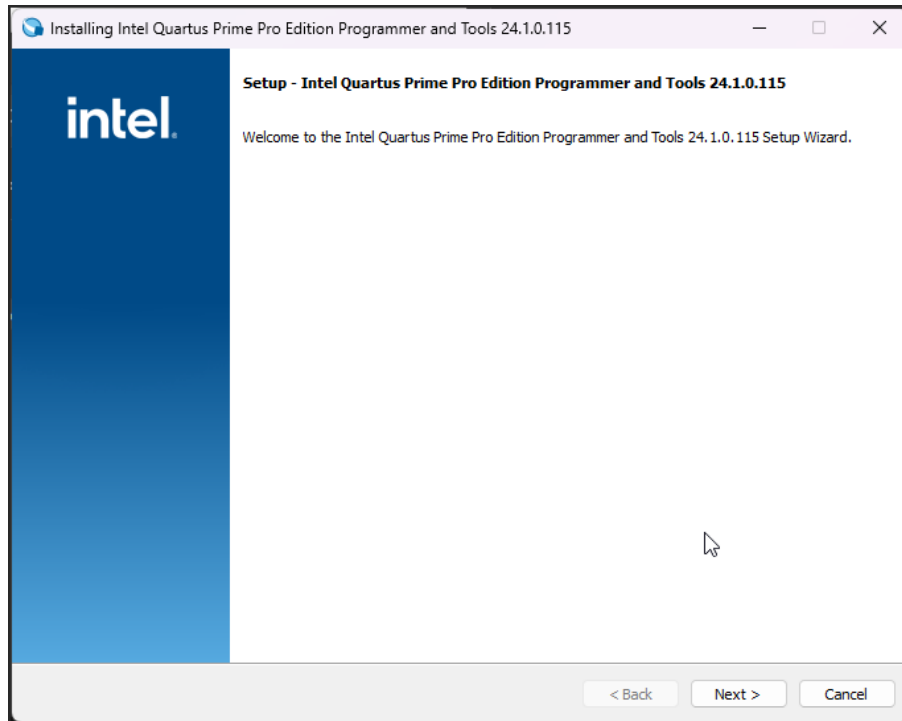 Installing Intel Quartus Prime Pro Edition Programmer and Tools 24.1.0.115
intel.
Setup - Intel Quartus Prime Pro Edition Programmer and Tools 24.1.0.115
Welcome to the Intel Quartus Prime Pro Edition Programmer and Tools 24.1.0.115 Setup Wizard.
< Back Next > Cancel